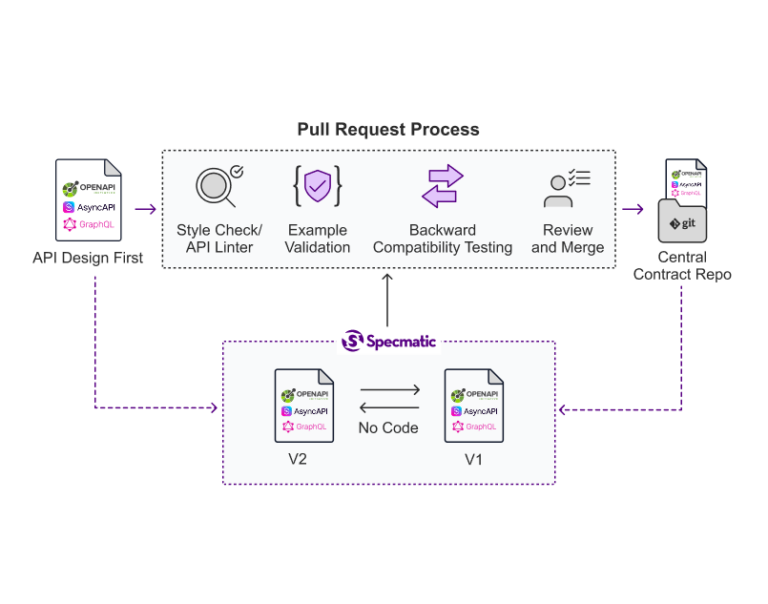 Pull Request Process
OPENAPI
AsyncAPI
GraphQL
API Design First
Style Check/
API Linter
Example
Validation
Backward
Compatibility Testing
Review
and Merge
OPENAPI
AsyncAPI
GraphQL
git
Central
Contract Repo
Specmatic
OPENAPI
AsyncAPI
GraphQL
V2
No Code
OPENAPI
AsyncAPI
GraphQL
V1